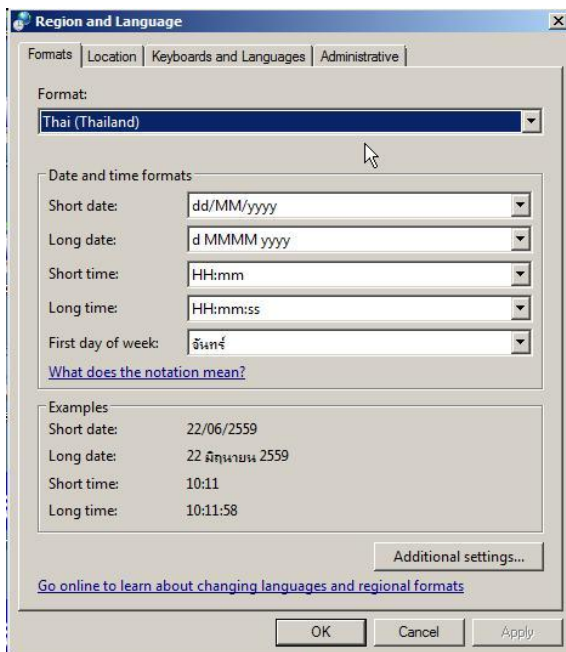 Region and Language
Formats Location Keyboards and Languages Administrative
Format:
Thai (Thailand)
Date and time formats
Short date: dd/MM/yyyy
Long date: d MMMM yyyy
Short time: HH:mm
Long time: HH:mm:ss
First day of week: จันทร์
What does the notation mean?
Examples
Short date: 22/06/2559
Long date: 22 มิถุนายน 2559
Short time: 10:11
Long time: 10:11:58
Additional settings...
Go online to learn about changing languages and regional formats
OK Cancel Apply